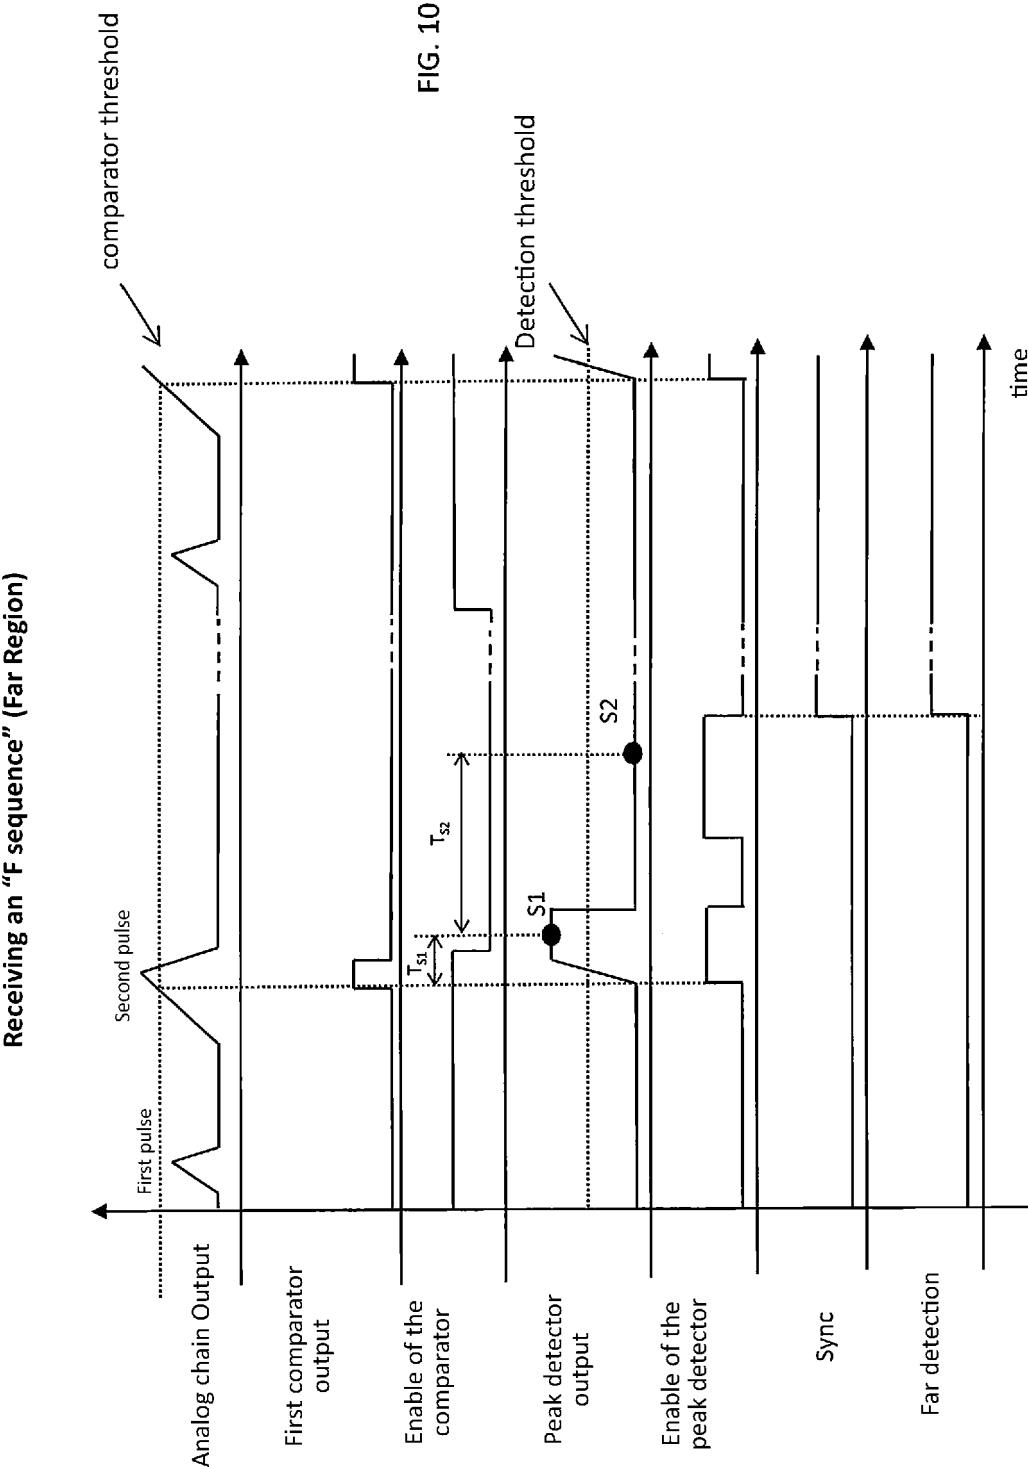 Receiving an “F sequence” (Far Region)
First pulse
Second pulse
comparator threshold
Analog chain Output
First comparator
output
Enable of the
comparator
T_S1
T_S2
Peak detector
output
S1
S2
Detection threshold
Enable of the
peak detector
Sync
Far detection
time
FIG. 10